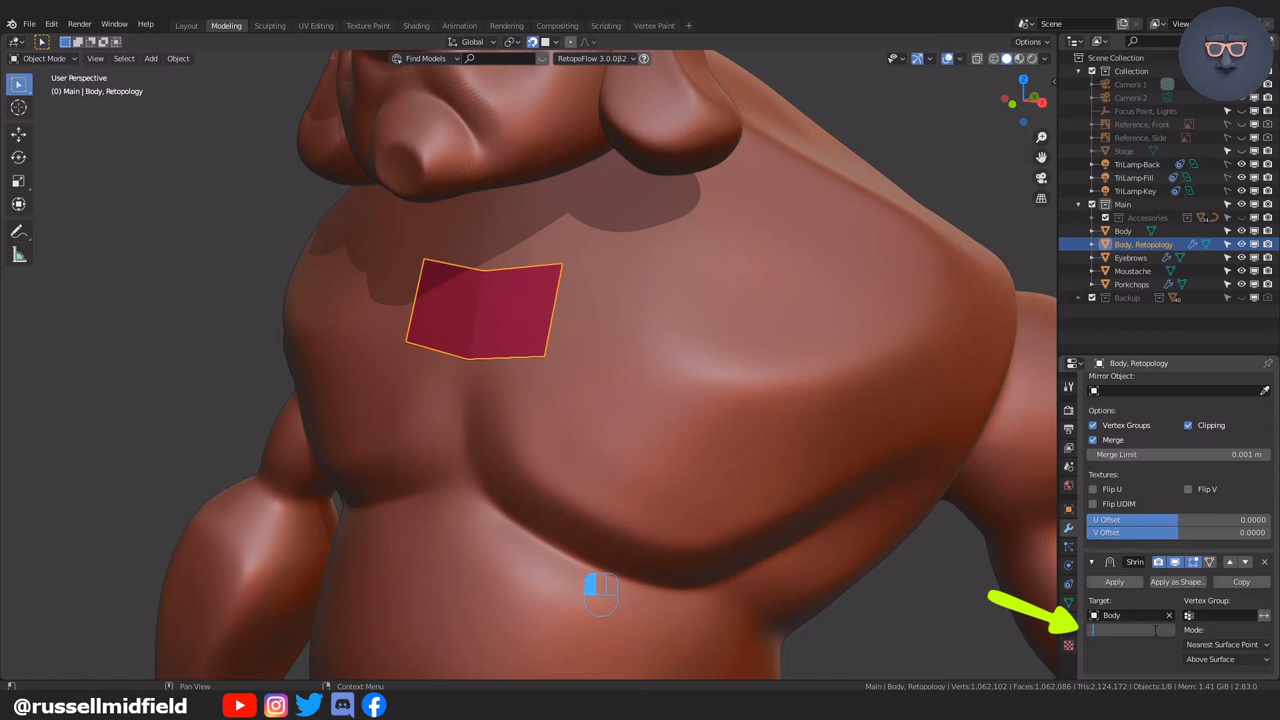 File Edit Render Window Help
Layout Modeling Sculpting UV Editing Texture Paint Shading Animation Rendering Compositing Scripting Vertex Paint +
Scene
View
Global
Options
Object Mode View Select Add Object
Find Models
RetopoFlow 3.0.0β2
User Perspective
(0) Main | Body, Retopology
Scene Collection
Collection
Camera 1
Camera 2
Focus Point, Lights
Reference, Front
Reference, Side
Stage
TriLamp-Back
TriLamp-Fill
TriLamp-Key
Main
Accessories
Body
Body, Retopology
Eyebrows
Moustache
Porkchops
Backup
Body, Retopology
Mirror Object:
Options:
Vertex Groups Clipping
Merge
Merge Limit 0.001 m
Textures:
Flip U Flip V
Flip UDIM
U Offset 0.0000
V Offset 0.0000
Shrin
Apply Apply as Shape.. Copy
Target: Vertex Group:
Body
Mode:
Nearest Surface Point
Above Surface
Pan View Context Menu
Main | Body, Retopology | Verts:1,062,102 | Faces:1,062,086 | Tris:2,124,172 | Objects:1/8 | Mem: 1.41 GiB | 2.83.0
@russellmidfield